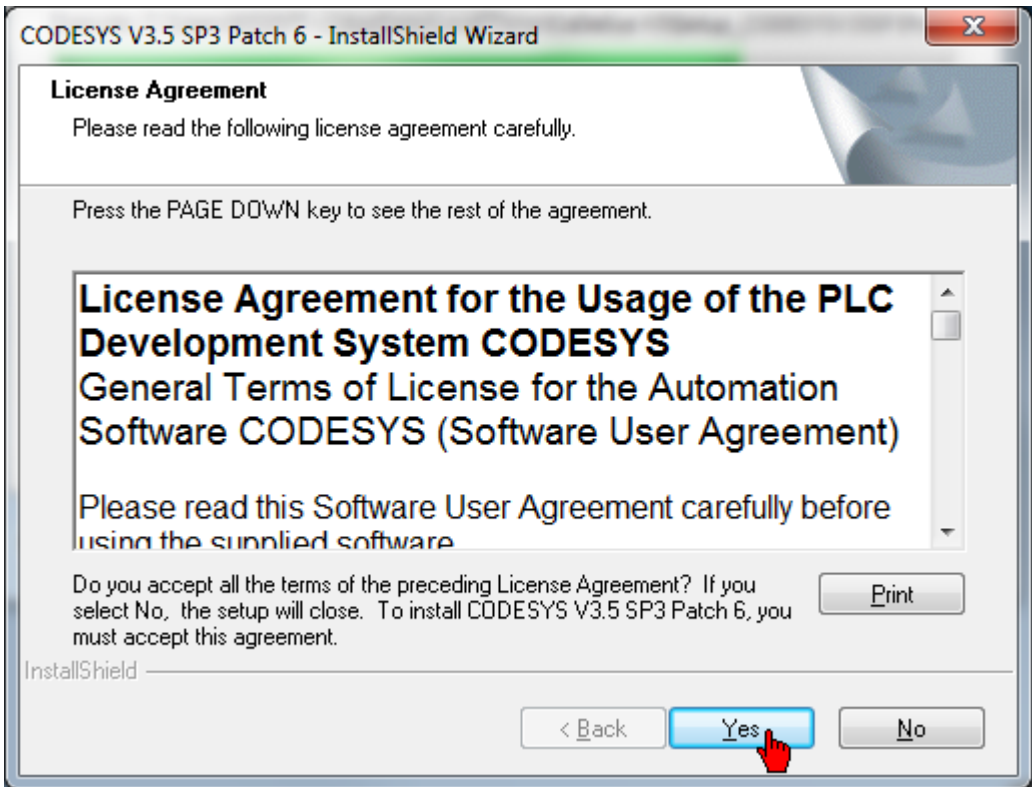 CODESYS V3.5 SP3 Patch 6 - InstallShield Wizard
License Agreement
Please read the following license agreement carefully.
Press the PAGE DOWN key to see the rest of the agreement.
License Agreement for the Usage of the PLC
Development System CODESYS
General Terms of License for the Automation
Software CODESYS (Software User Agreement)
Please read this Software User Agreement carefully before
using the supplied software
Do you accept all the terms of the preceding License Agreement? If you
select No, the setup will close. To install CODESYS V3.5 SP3 Patch 6, you
must accept this agreement.
Print
InstallShield
< Back
Yes
No